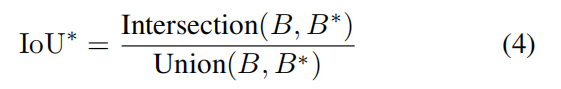 IoU* = Intersection(B, B*) / Union(B, B*) (4)